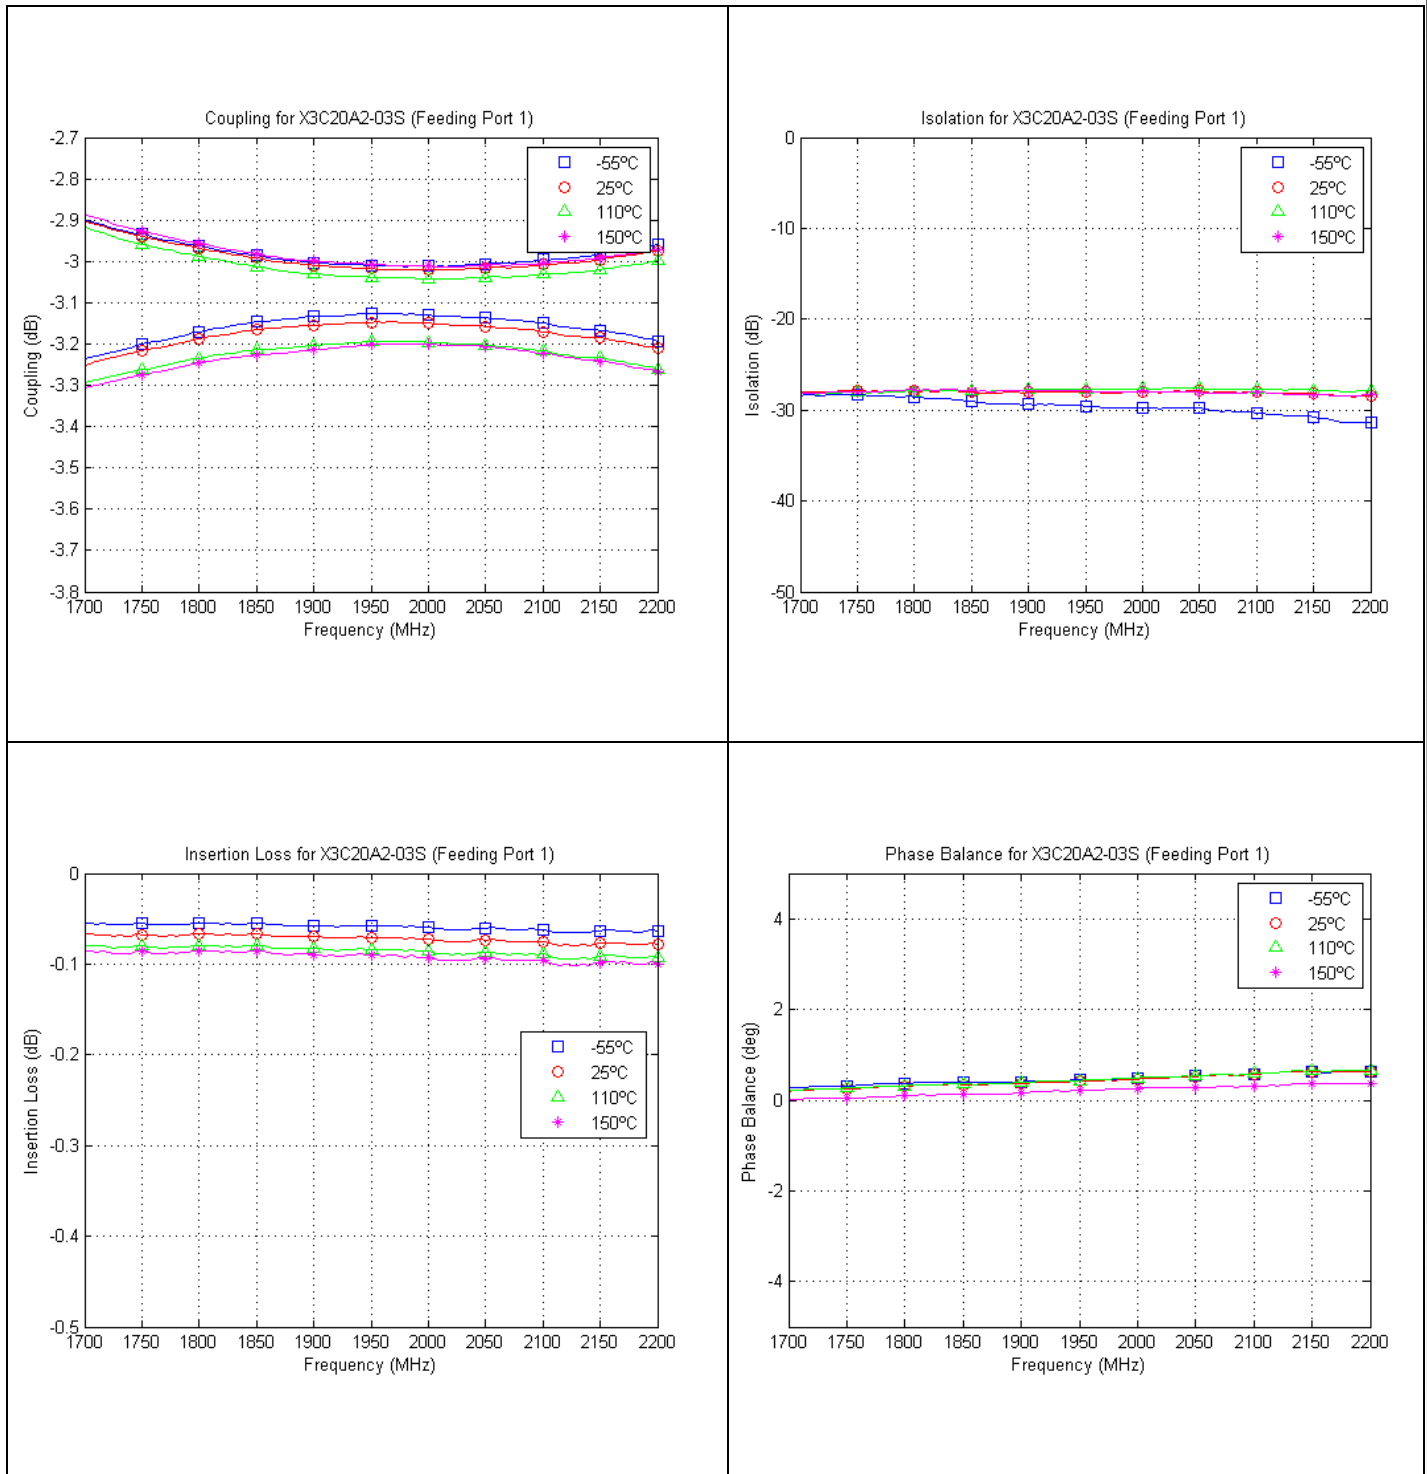 Coupling for X3C20A2-03S (Feeding Port 1)
-2.7
-2.8
-2.9
-3
-3.1
-3.2
-3.3
-3.4
-3.5
-3.6
-3.7
-3.8
Coupling (dB)
-55ºC
25ºC
110ºC
150ºC
1700 1750 1800 1850 1900 1950 2000 2050 2100 2150 2200
Frequency (MHz)
Isolation for X3C20A2-03S (Feeding Port 1)
0
-10
-20
-30
-40
-50
Isolation (dB)
-55ºC
25ºC
110ºC
150ºC
1700 1750 1800 1850 1900 1950 2000 2050 2100 2150 2200
Frequency (MHz)
Insertion Loss for X3C20A2-03S (Feeding Port 1)
0
-0.1
-0.2
-0.3
-0.4
-0.5
Insertion Loss (dB)
-55ºC
25ºC
110ºC
150ºC
1700 1750 1800 1850 1900 1950 2000 2050 2100 2150 2200
Frequency (MHz)
Phase Balance for X3C20A2-03S (Feeding Port 1)
4
2
0
-2
-4
Phase Balance (deg)
-55ºC
25ºC
110ºC
150ºC
1700 1750 1800 1850 1900 1950 2000 2050 2100 2150 2200
Frequency (MHz)